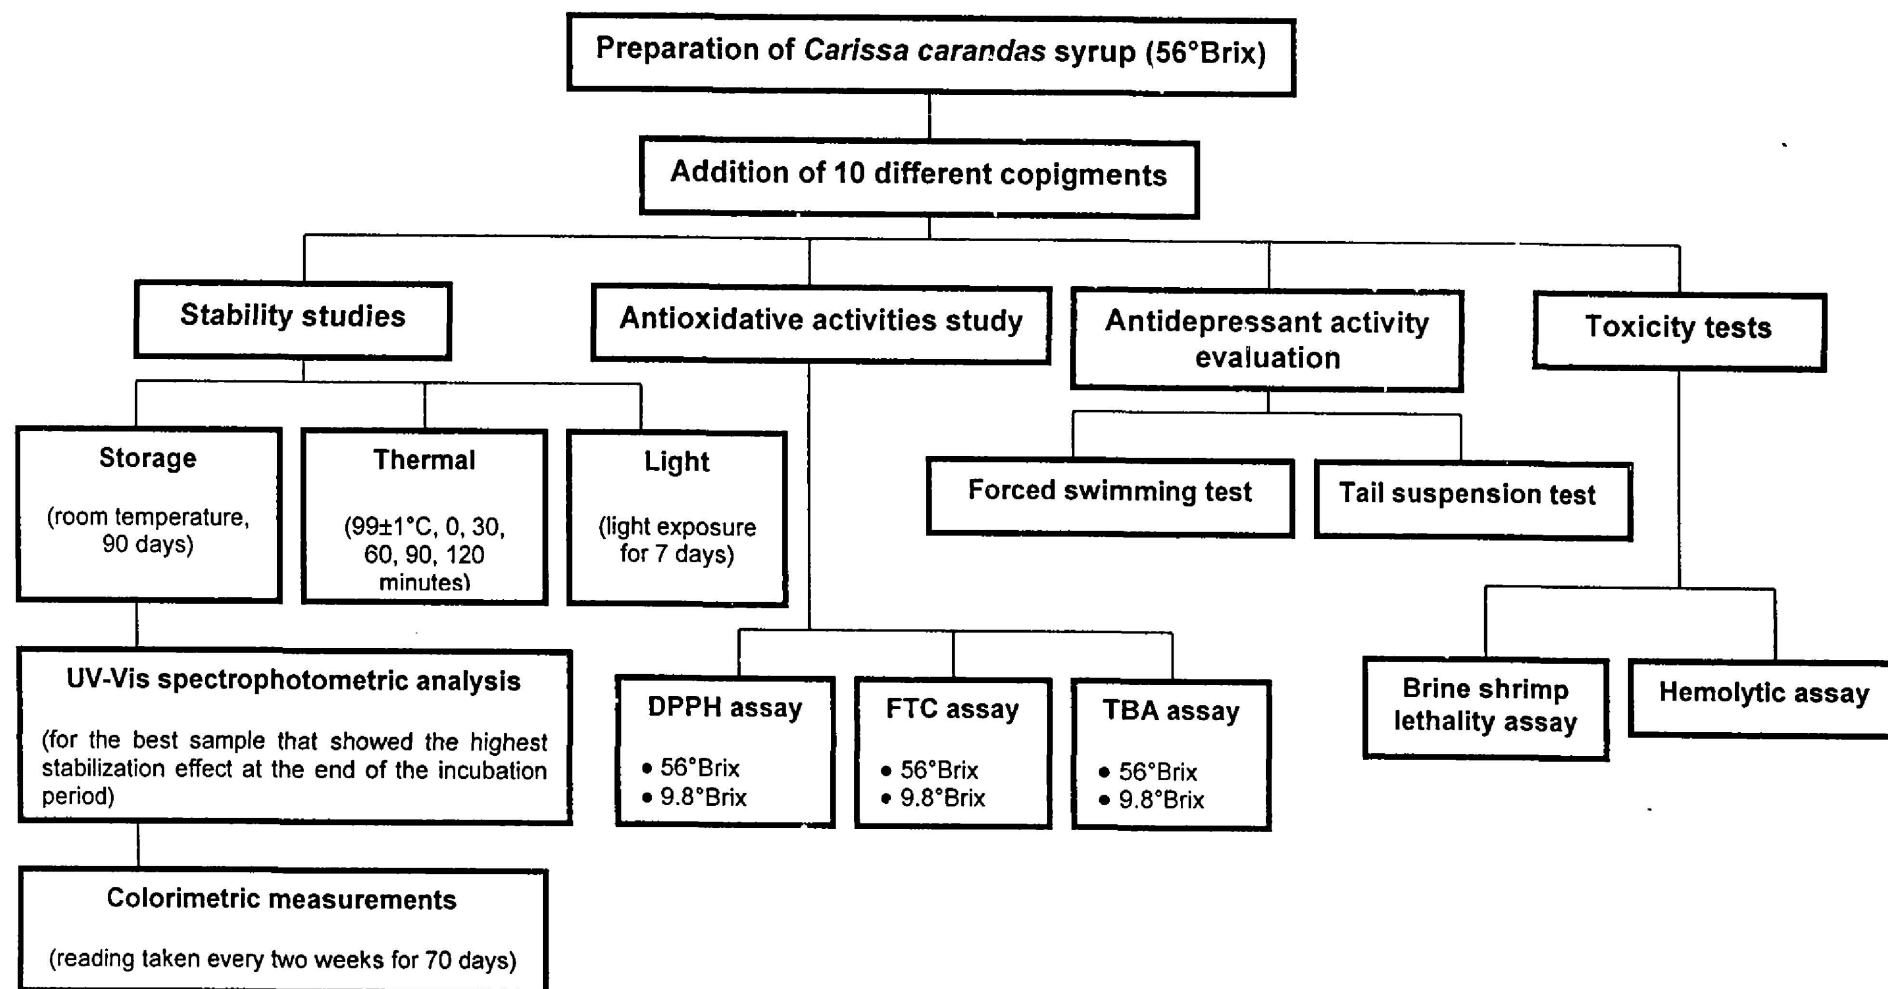 Preparation of Carissa carandas syrup (56°Brix)
Addition of 10 different copigments
Stability studies
Antioxidative activities study
Antidepressant activity
evaluation
Toxicity tests
Storage
(room temperature,
90 days)
Thermal
(99±1°C, 0, 30,
60, 90, 120
minutes)
Light
(light exposure
for 7 days)
Forced swimming test
Tail suspension test
UV-Vis spectrophotometric analysis
(for the best sample that showed the highest
stabilization effect at the end of the incubation
period)
DPPH assay
• 56°Brix
• 9.8°Brix
FTC assay
• 56°Brix
• 9.8°Brix
TBA assay
• 56°Brix
• 9.8°Brix
Brine shrimp
lethality assay
Hemolytic assay
Colorimetric measurements
(reading taken every two weeks for 70 days)